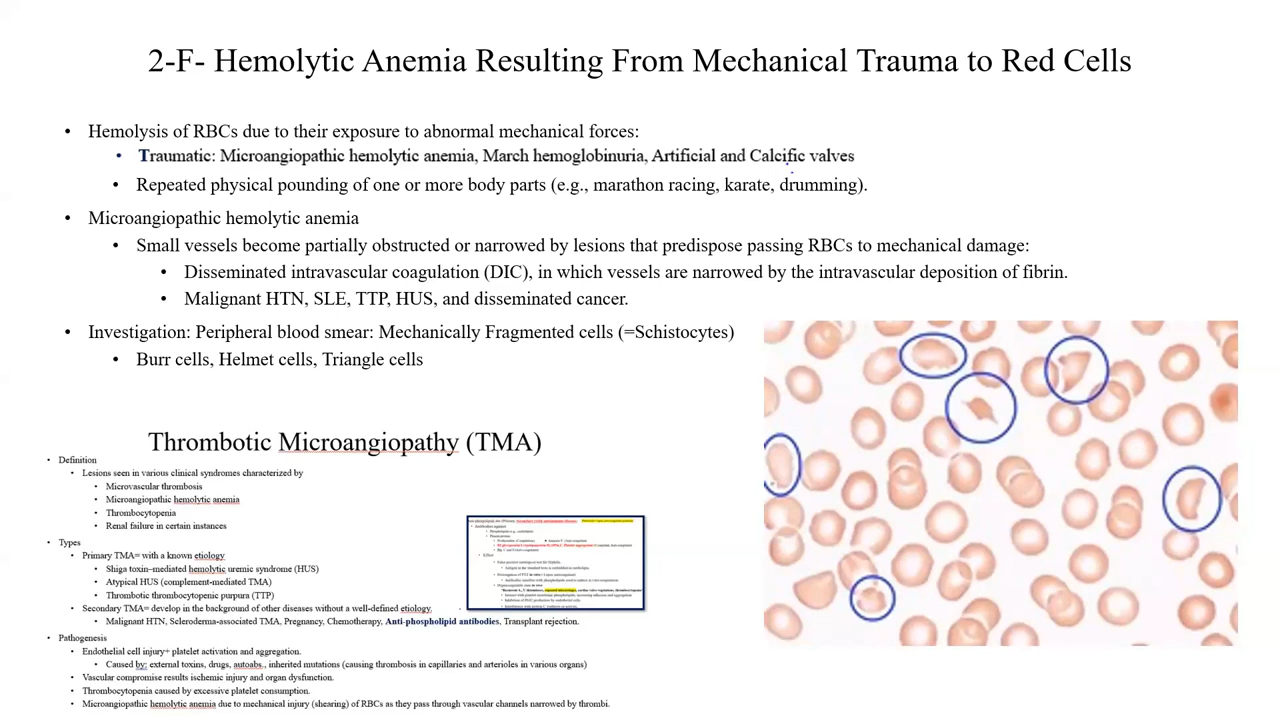 2-F- Hemolytic Anemia Resulting From Mechanical Trauma to Red Cells
• Hemolysis of RBCs due to their exposure to abnormal mechanical forces:
• Traumatic: Microangiopathic hemolytic anemia, March hemoglobinuria, Artificial and Calcific valves
• Repeated physical pounding of one or more body parts (e.g., marathon racing, karate, drumming).
• Microangiopathic hemolytic anemia
• Small vessels become partially obstructed or narrowed by lesions that predispose passing RBCs to mechanical damage:
• Disseminated intravascular coagulation (DIC), in which vessels are narrowed by the intravascular deposition of fibrin.
• Malignant HTN, SLE, TTP, HUS, and disseminated cancer.
• Investigation: Peripheral blood smear: Mechanically Fragmented cells (=Schistocytes)
• Burr cells, Helmet cells, Triangle cells
Thrombotic Microangiopathy (TMA)
• Definition
• Lesions seen in various clinical syndromes characterized by
• Microvascular thrombosis
• Microangiopathic hemolytic anemia
• Thrombocytopenia
• Renal failure in certain instances
• Types
• Primary TMA= with a known etiology
• Shiga toxin–mediated hemolytic uremic syndrome (HUS)
• Atypical HUS (complement-mediated TMA)
• Thrombotic thrombocytopenic purpura (TTP)
• Secondary TMA= develop in the background of other diseases without a well-defined etiology.
• Malignant HTN, Scleroderma-associated TMA, Pregnancy, Chemotherapy, Anti-phospholipid antibodies, Transplant rejection.
• Pathogenesis
• Endothelial cell injury+ platelet activation and aggregation.
• Caused by: external toxins, drugs, autoabs., inherited mutations (causing thrombosis in capillaries and arterioles in various organs)
• Vascular compromise results ischemic injury and organ dysfunction.
• Thrombocytopenia caused by excessive platelet consumption.
• Microangiopathic hemolytic anemia due to mechanical injury (shearing) of RBCs as they pass through vascular channels narrowed by thrombi.